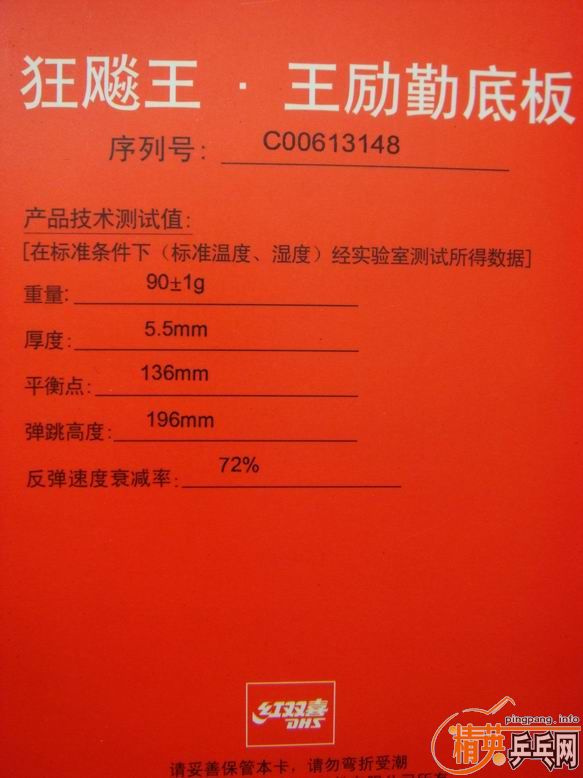 狂飚王 · 王励勤底板
序列号: C00613148
产品技术测试值:
[在标准条件下（标准温度、湿度）经实验室测试所得数据]
重量: 90±1g
厚度: 5.5mm
平衡点: 136mm
弹跳高度: 196mm
反弹速度衰减率: 72%
红双喜
DHS
请妥善保管本卡，请勿弯折受潮
pingpang.info
精英乒乓网